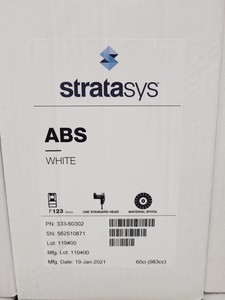 stratasys
ABS
WHITE
F123 Series
USE STANDARD HEAD
MATERIAL SPOOL
PN: 333-60302
SN: 562510871
Lot: 110400
Mfg. Lot: 110400
Mfg. Date: 19-Jan-2021
60ci (983cc)